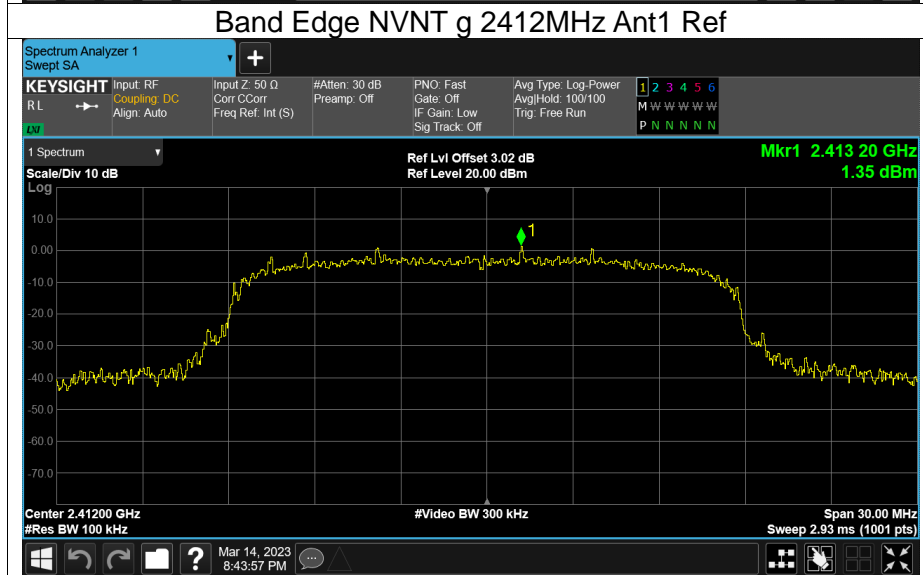 Band Edge NVNT g 2412MHz Ant1 Ref
Spectrum Analyzer 1
Swept SA
+
KEYSIGHT
R L
LXI
Input: RF
Coupling: DC
Align: Auto
Input Z: 50 Ω
Corr CCorr
Freq Ref: Int (S)
#Atten: 30 dB
Preamp: Off
PNO: Fast
Gate: Off
IF Gain: Low
Sig Track: Off
Avg Type: Log-Power
Avg|Hold: 100/100
Trig: Free Run
1 2 3 4 5 6
M W W W W W
P N N N N N
1 Spectrum
Scale/Div 10 dB
Ref Lvl Offset 3.02 dB
Ref Level 20.00 dBm
Mkr1 2.413 20 GHz
1.35 dBm
Log
1
10.0
0.00
-10.0
-20.0
-30.0
-40.0
-50.0
-60.0
-70.0
Center 2.41200 GHz
#Res BW 100 kHz
#Video BW 300 kHz
Span 30.00 MHz
Sweep 2.93 ms (1001 pts)
?
Mar 14, 2023
8:43:57 PM